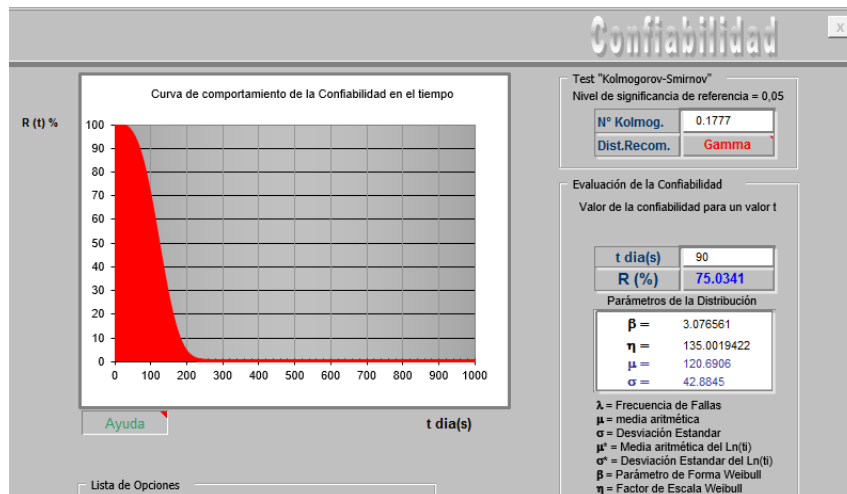 Confiabilidad
x
Curva de comportamiento de la Confiabilidad en el tiempo
R (t) %
100
90
80
70
60
50
40
30
20
10
0
0 100 200 300 400 500 600 700 800 900 1000
Ayuda
t dia(s)
Lista de Opciones
Test "Kolmogorov-Smirnov"
Nivel de significancia de referencia = 0,05
N° Kolmog. 0.1777
Dist.Recom. Gamma
Evaluación de la Confiabilidad
Valor de la confiabilidad para un valor t
t dia(s) 90
R (%) 75.0341
Parámetros de la Distribución
β = 3.076561
η = 135.0019422
μ = 120.6906
σ = 42.8845
λ = Frecuencia de Fallas
μ = media aritmética
σ = Desviación Estandar
μ* = Media aritmética del Ln(ti)
σ* = Desviación Estandar del Ln(ti)
β = Parámetro de Forma Weibull
η = Factor de Escala Weibull